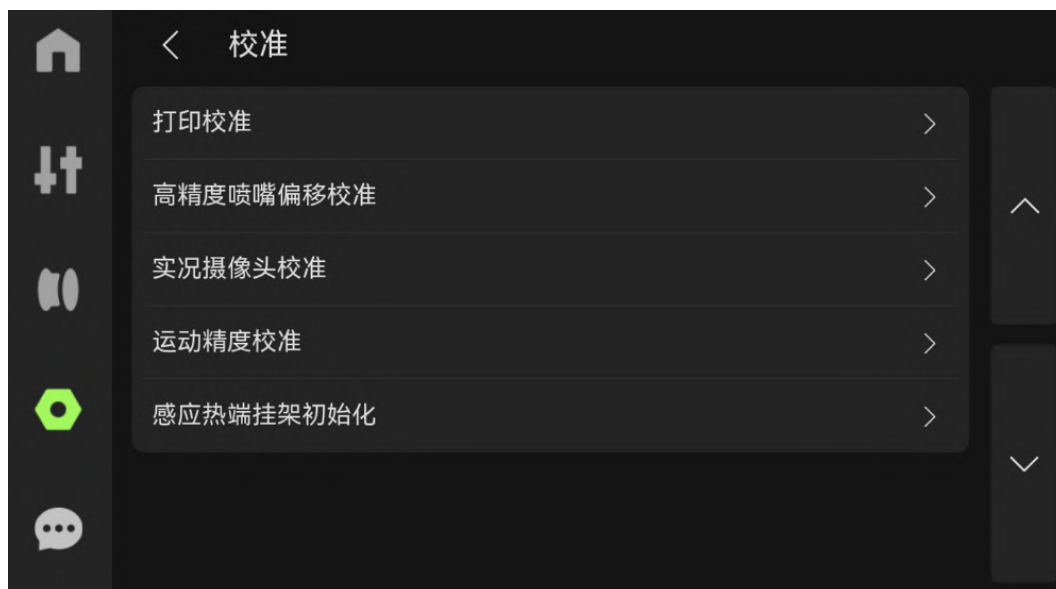 校准
打印校准
高精度喷嘴偏移校准
实况摄像头校准
运动精度校准
感应热端挂架初始化